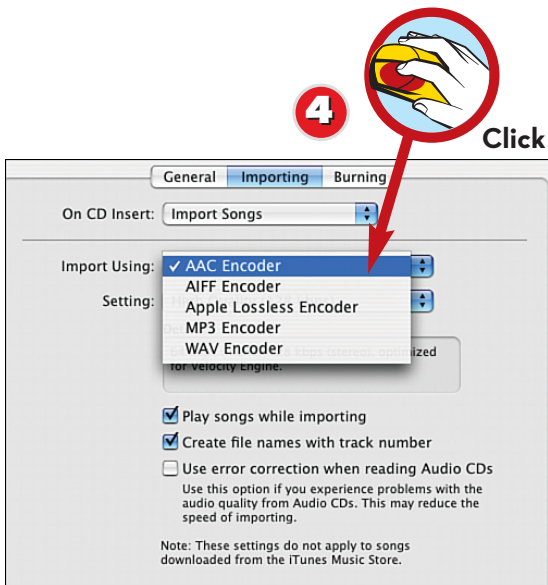 4
Click
General Importing Burning
On CD Insert: Import Songs
Import Using: ✓ AAC Encoder
AIFF Encoder
Setting:
Apple Lossless Encoder
MP3 Encoder
WAV Encoder
kbps (stereo), optimized
for Velocity Engine.
Play songs while importing
Create file names with track number
Use error correction when reading Audio CDs
Use this option if you experience problems with the
audio quality from Audio CDs. This may reduce the
speed of importing.
Note: These settings do not apply to songs
downloaded from the iTunes Music Store.